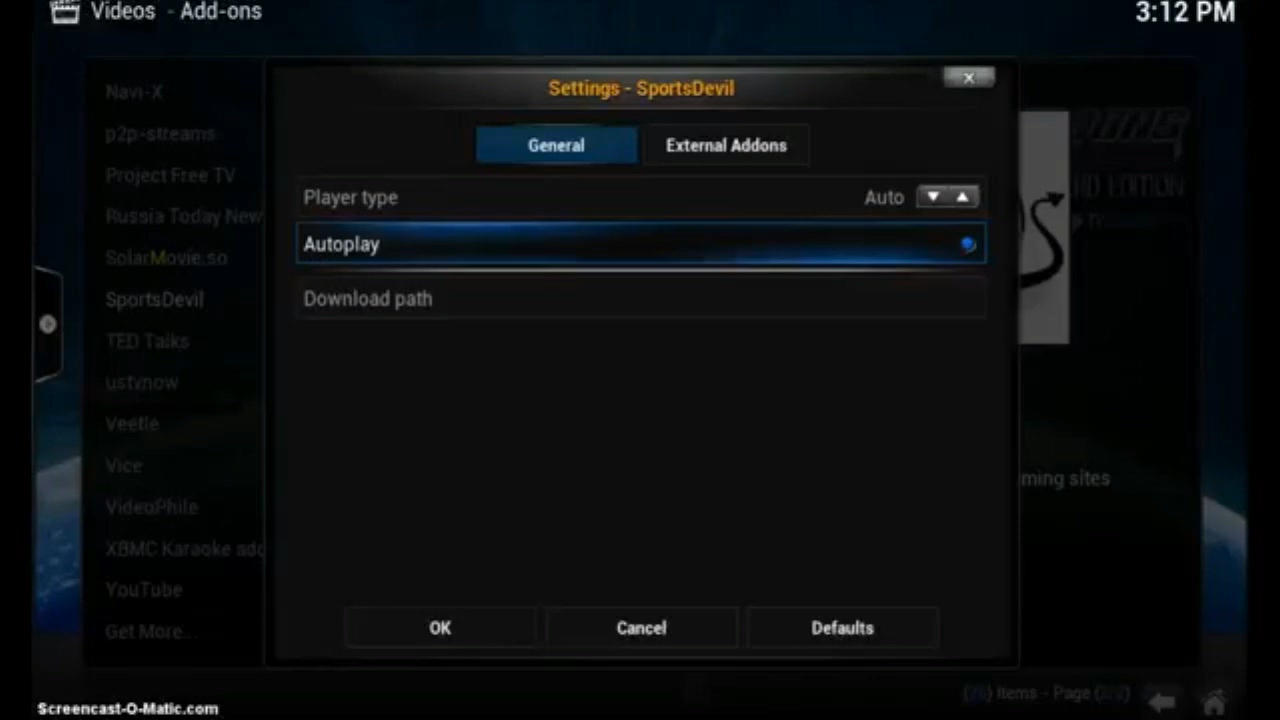 Videos - Add-ons
3:12 PM
Settings - SportsDevil
General
External Addons
Player type
Auto
Autoplay
Download path
OK
Cancel
Defaults
Navi-X
p2p-streams
Project Free TV
Russia Today New
SolarMovie.so
SportsDevil
TED Talks
ustvnow
Veetle
Vice
VideoPhile
XBMC Karaoke add
YouTube
Get More...
EDITION
ming sites
Items - Page
Screencast-O-Matic.com